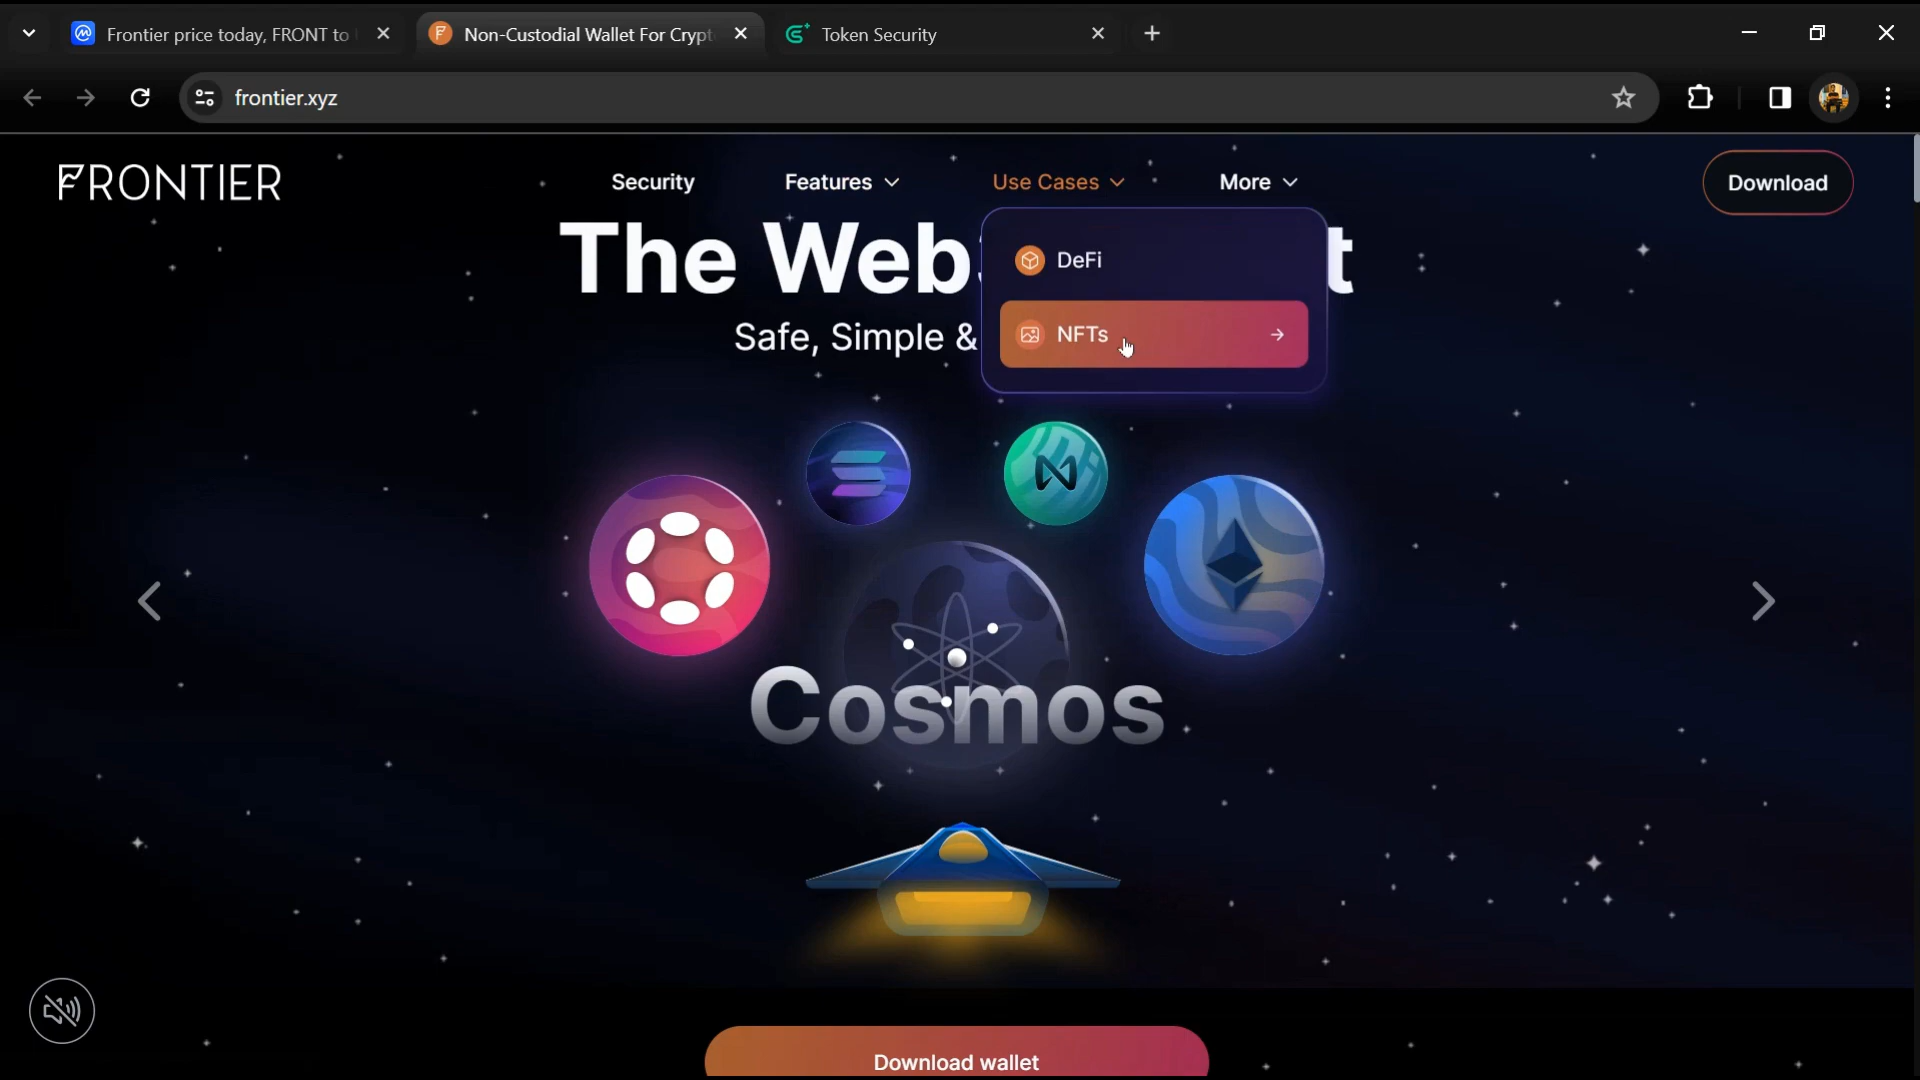 Frontier price today, FRONT to
Non-Custodial Wallet For Crypt
Token Security
frontier.xyz
FRONTIER
Security
Features
Use Cases
More
Download
The Web
t
Safe, Simple &
DeFi
NFTs
Cosmos
Download wallet